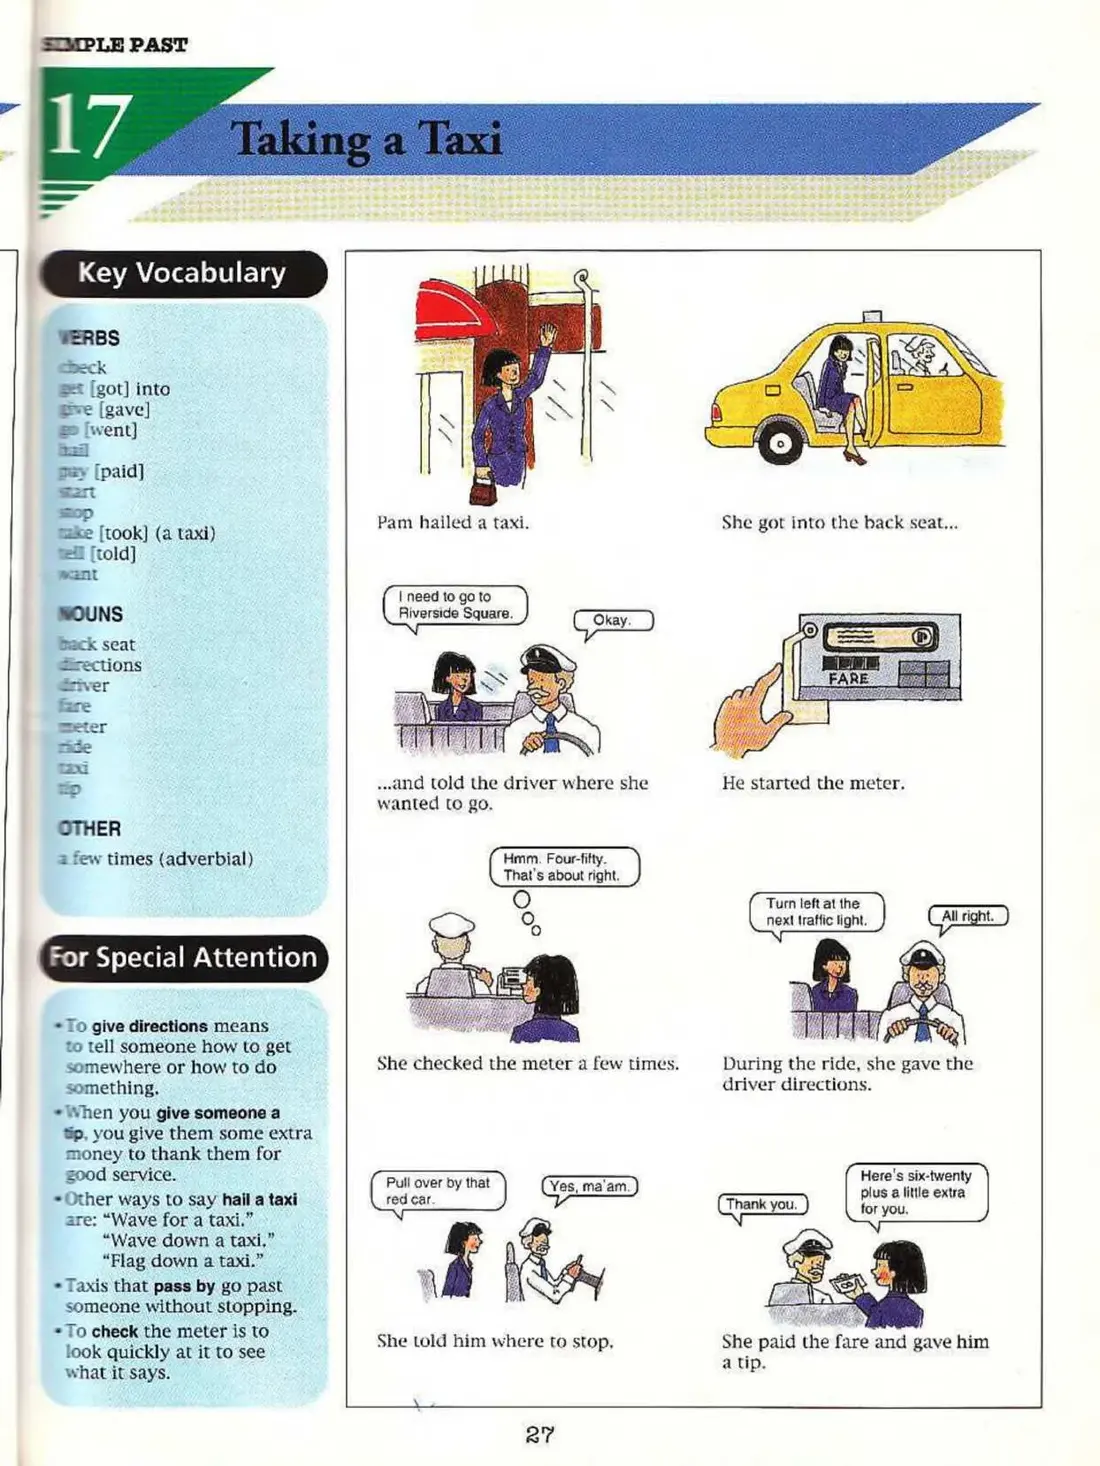 SIMPLE PAST
17
Taking a Taxi
Key Vocabulary
VERBS
check
get [got] into
give [gave]
go [went]
hail
pay [paid]
start
stop
take [took] (a taxi)
tell [told]
want
NOUNS
back seat
directions
driver
fare
meter
ride
taxi
tip
OTHER
a few times (adverbial)
For Special Attention
• To give directions means
to tell someone how to get
somewhere or how to do
something.
• When you give someone a
tip, you give them some extra
money to thank them for
good service.
• Other ways to say hail a taxi
are: “Wave for a taxi.”
“Wave down a taxi.”
“Flag down a taxi.”
• Taxis that pass by go past
someone without stopping.
• To check the meter is to
look quickly at it to see
what it says.
Pam hailed a taxi.
She got into the back seat...
I need to go to
Riverside Square.
Okay.
...and told the driver where she
wanted to go.
FARE
He started the meter.
Hmm. Four-fifty.
That's about right.
She checked the meter a few times.
Turn left at the
next traffic light.
All right.
During the ride, she gave the
driver directions.
Pull over by that
red car.
Yes, ma'am.
She told him where to stop.
Thank you.
Here's six-twenty
plus a little extra
for you.
She paid the fare and gave him
a tip.
27